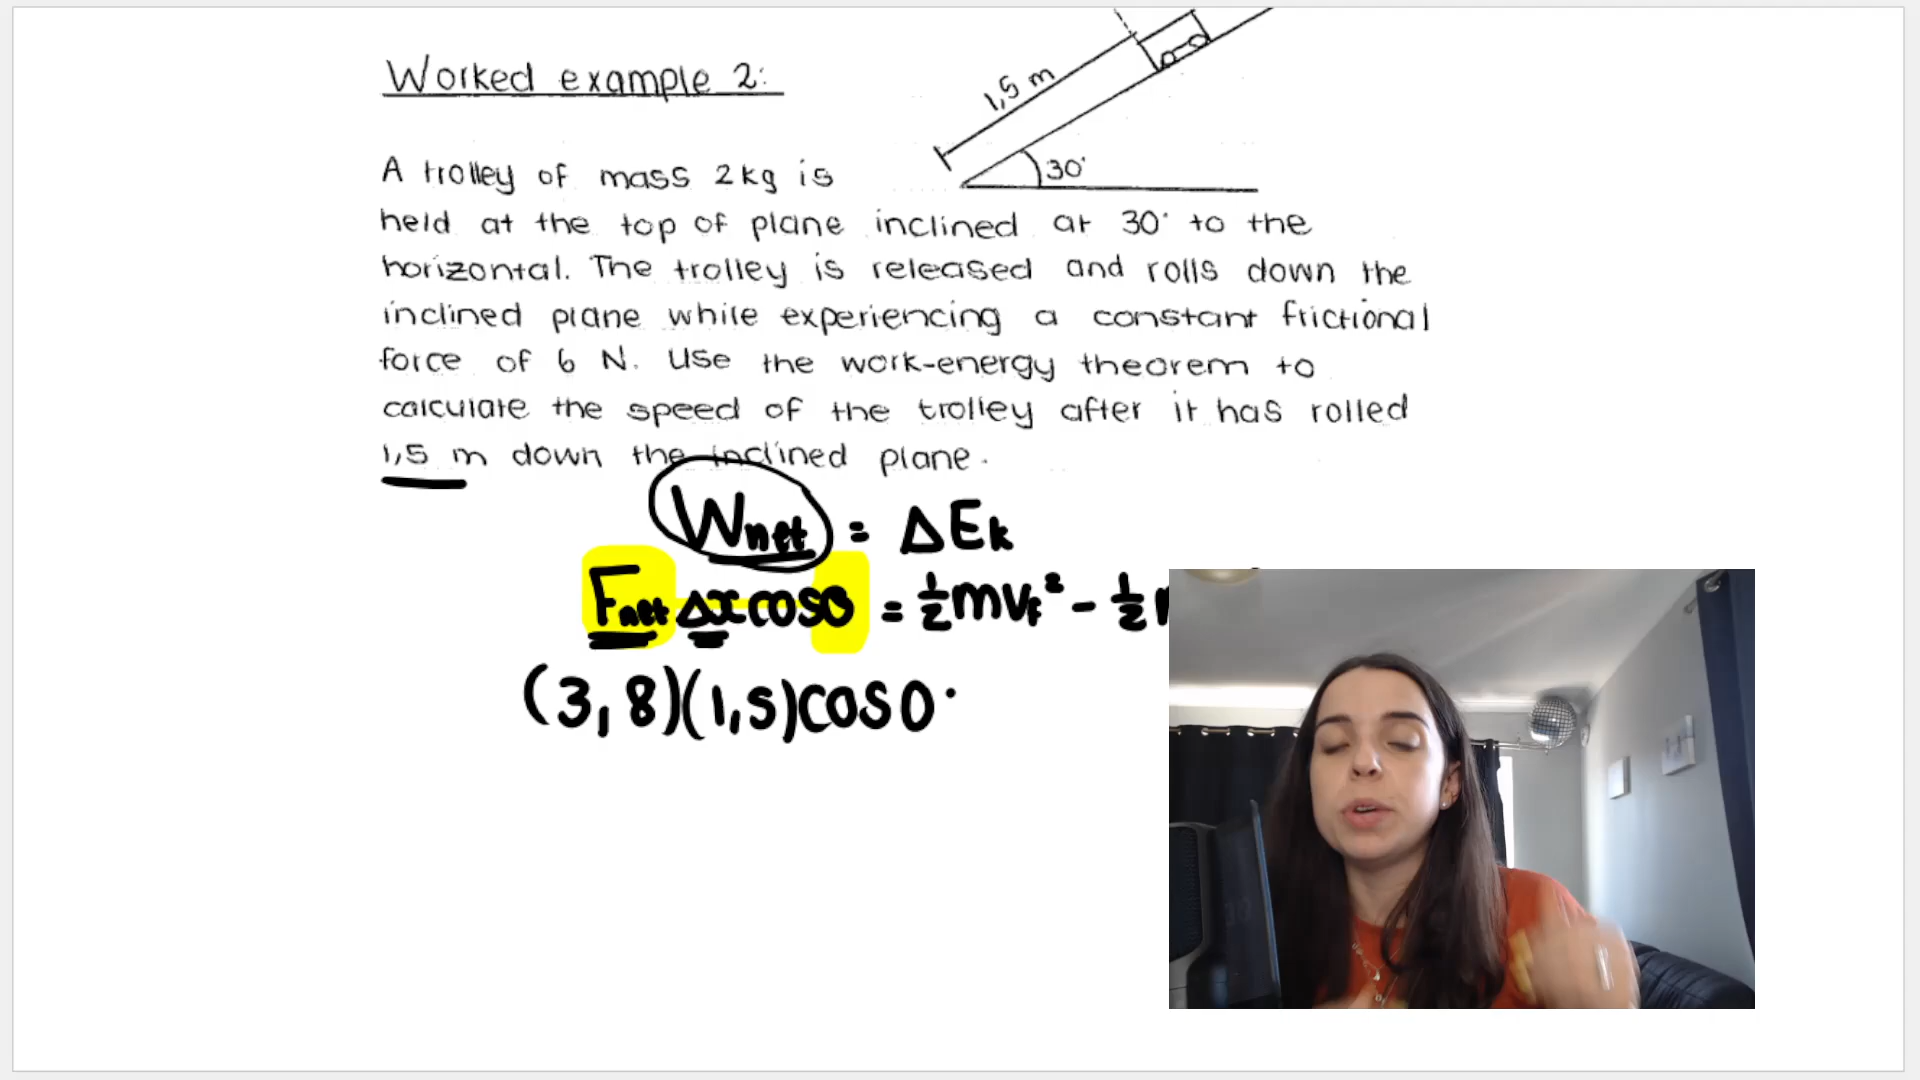 Worked example 2:
1,5 m
30°
A trolley of mass 2kg is
held at the top of plane inclined at 30° to the
horizontal. The trolley is released and rolls down the
inclined plane while experiencing a constant frictional
force of 6 N. Use the work-energy theorem to
calculate the speed of the trolley after it has rolled
1,5 m down the inclined plane.
Wnet = ΔEk
Fnet Δx cosθ = ½mvf² - ½
(3,8)(1,5)cos0°